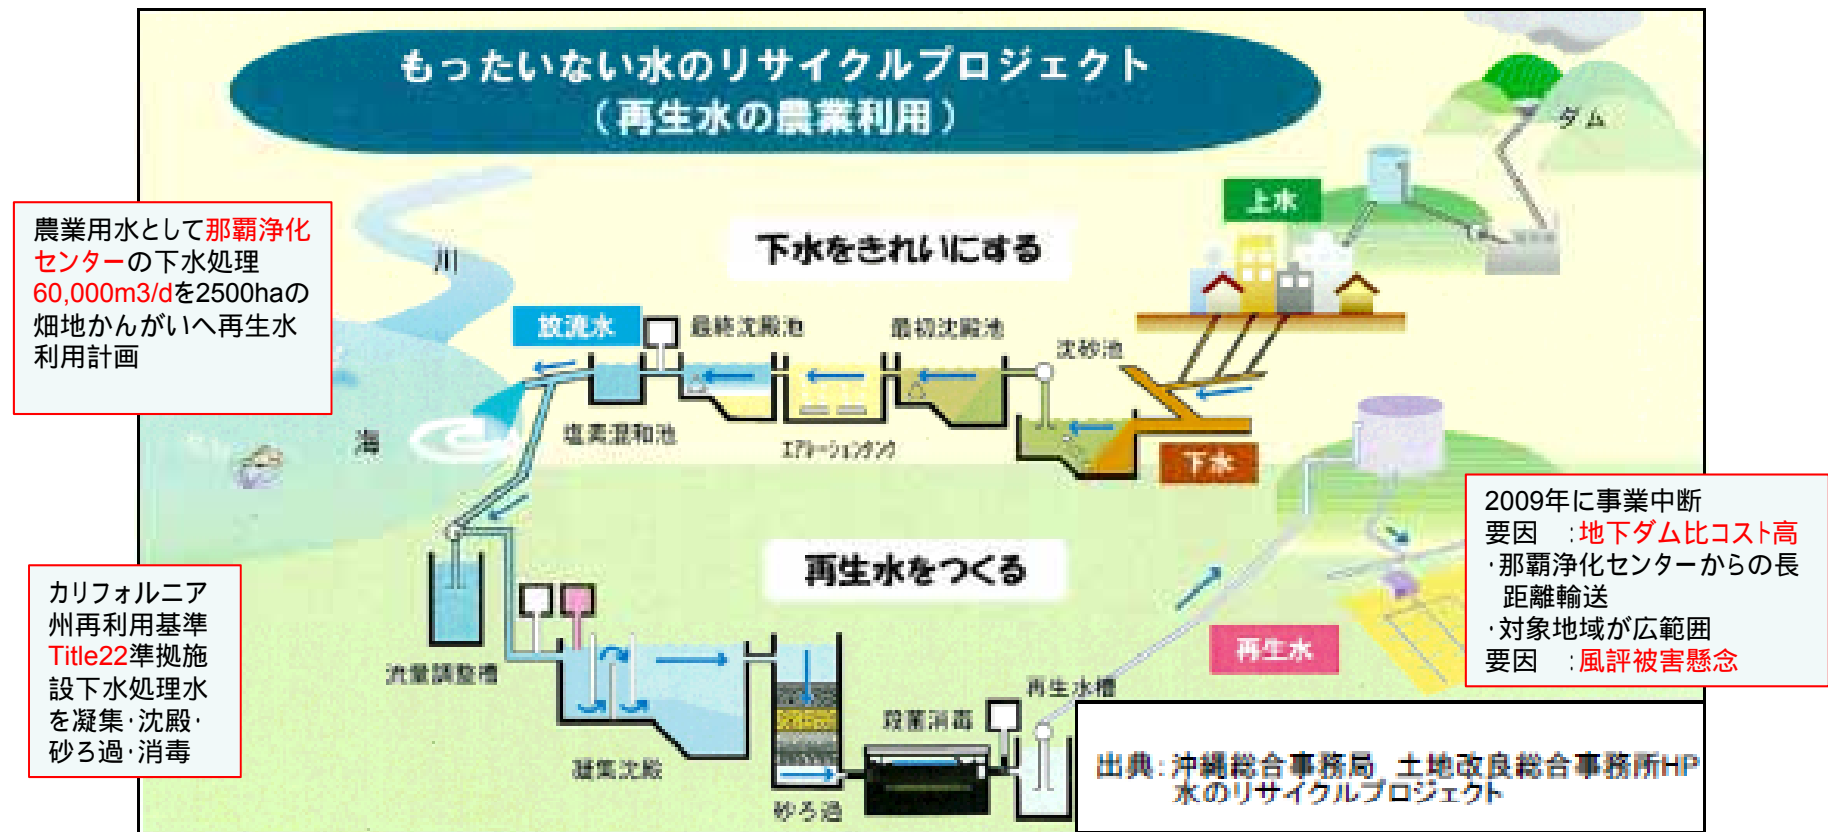 もったいない水のリサイクルプロジェクト
(再生水の農業利用)
ダム
上水
農業用水として那覇浄化
センターの下水処理
60,000m3/dを2500haの
畑地かんがいへ再生水
利用計画
川
下水をきれいにする
放流水
最終沈殿池
最初沈殿池
沈砂池
海
塩素混和池
エアレーションタンク
下水
2009年に事業中断
要因　:地下ダム比コスト高
・那覇浄化センターからの長
距離輸送
・対象地域が広範囲
要因　:風評被害懸念
再生水をつくる
カリフォルニア
州再利用基準
Title22準拠施
設下水処理水
を凝集・沈殿・
砂ろ過・消毒
流量調整槽
再生水
再生水槽
殺菌消毒
凝集沈殿
砂ろ過
出典:沖縄総合事務局　土地改良総合事務所HP
水のリサイクルプロジェクト